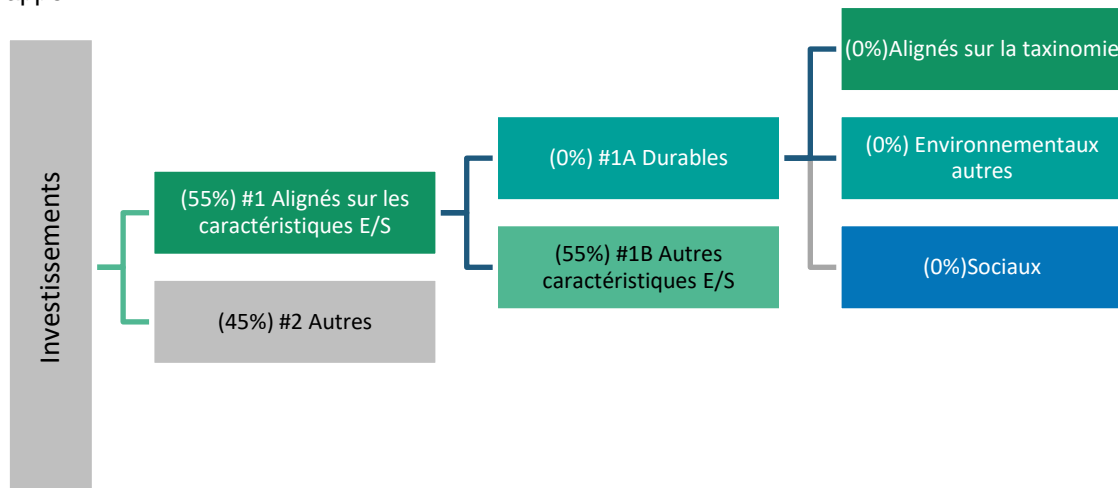 Investissements
(55%) #1 Alignés sur les
caractéristiques E/S
(45%) #2 Autres
(0%) #1A Durables
(55%) #1B Autres
caractéristiques E/S
(0%)Alignés sur la taxinomie
(0%) Environnementaux
autres
(0%)Sociaux